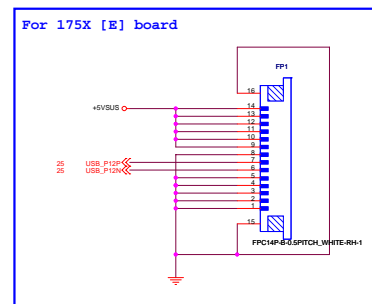 For 175X [E] board
FP1
16
+5VSUS
14
13
12
11
10
9
8
25 USB_P12P 7
25 USB_P12N 6
5
4
3
2
1
15
FPC14P-B-0.5PITCH_WHITE-RH-1